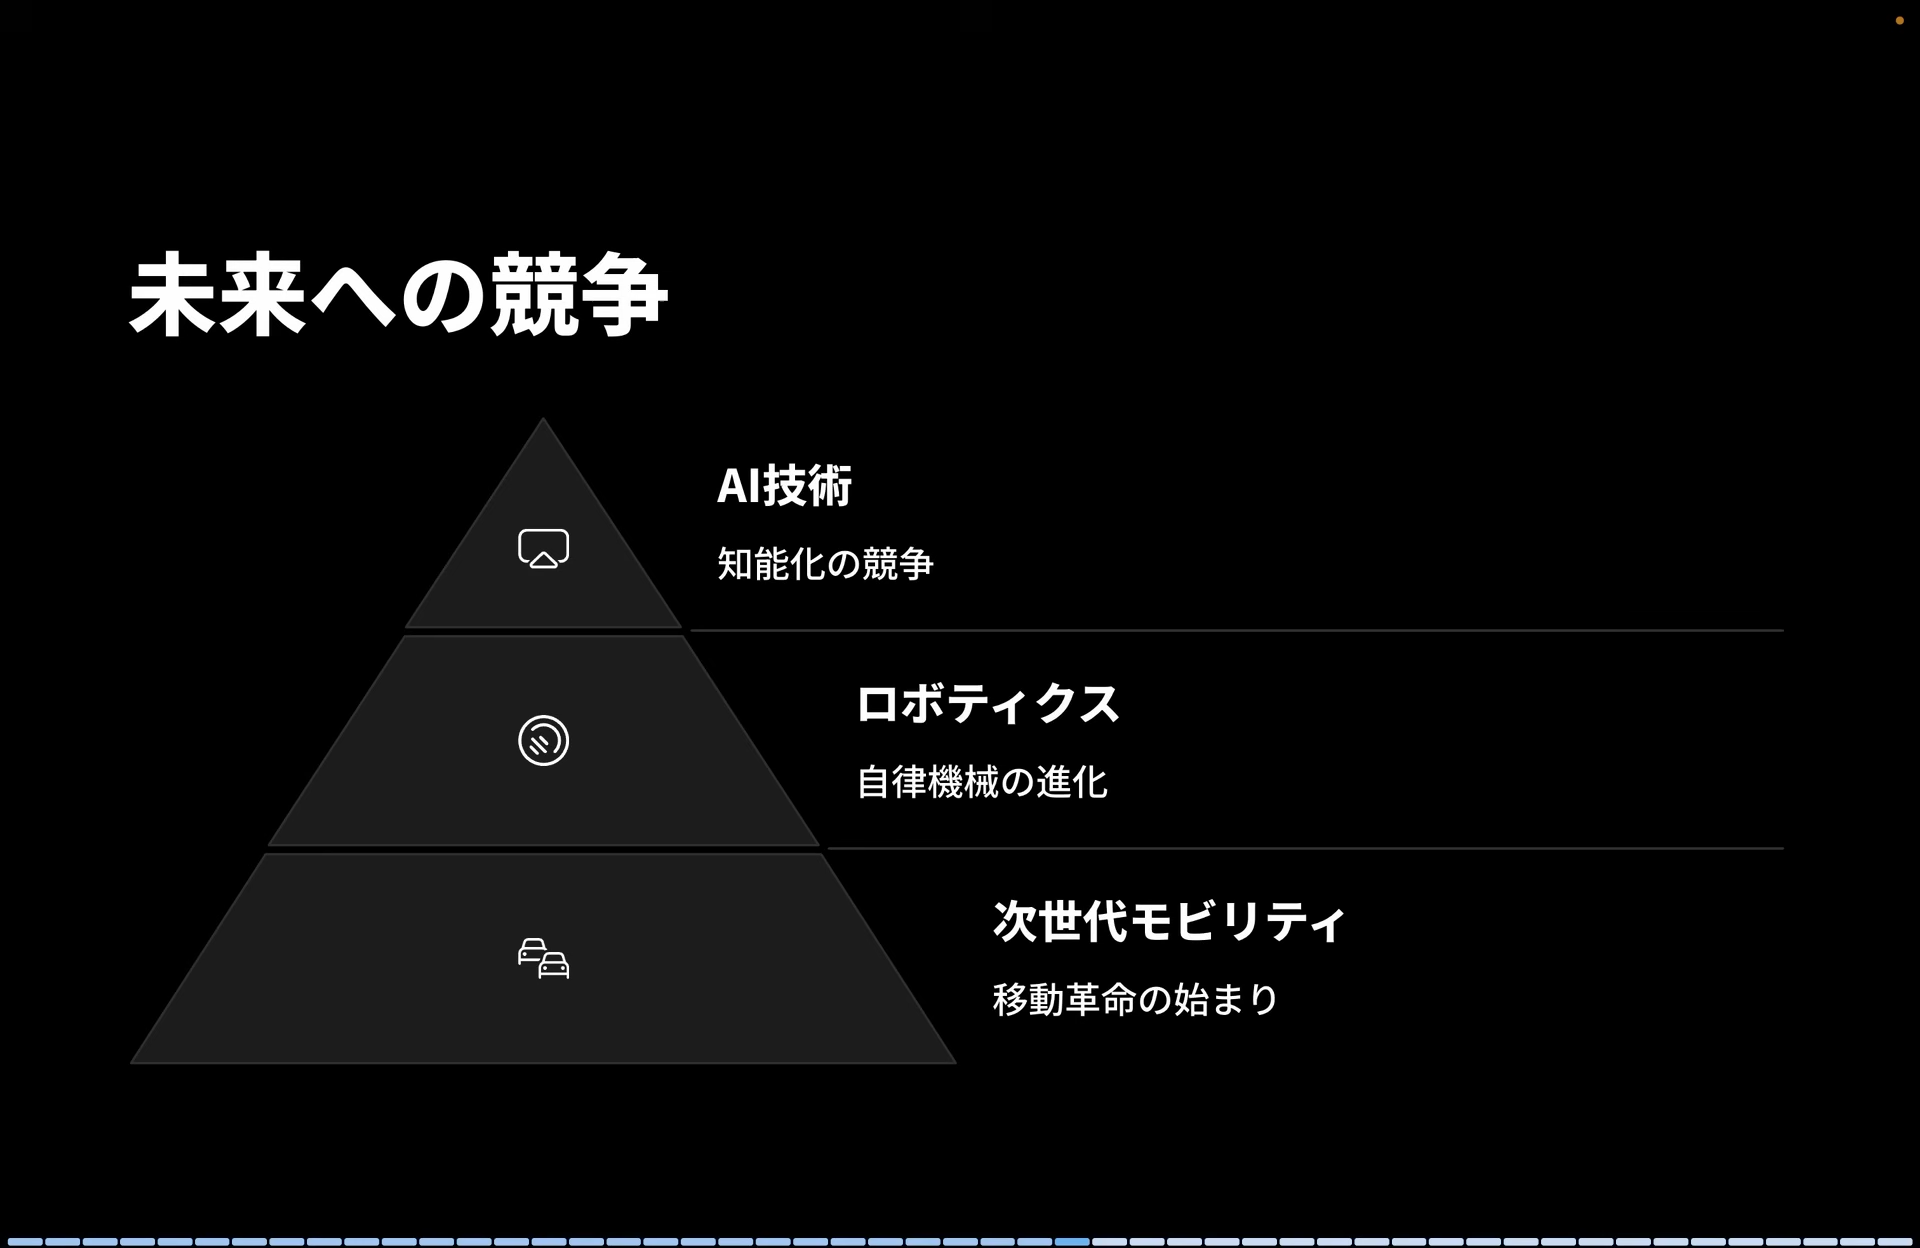 未来への競争
AI技術
知能化の競争
ロボティクス
自律機械の進化
次世代モビリティ
移動革命の始まり